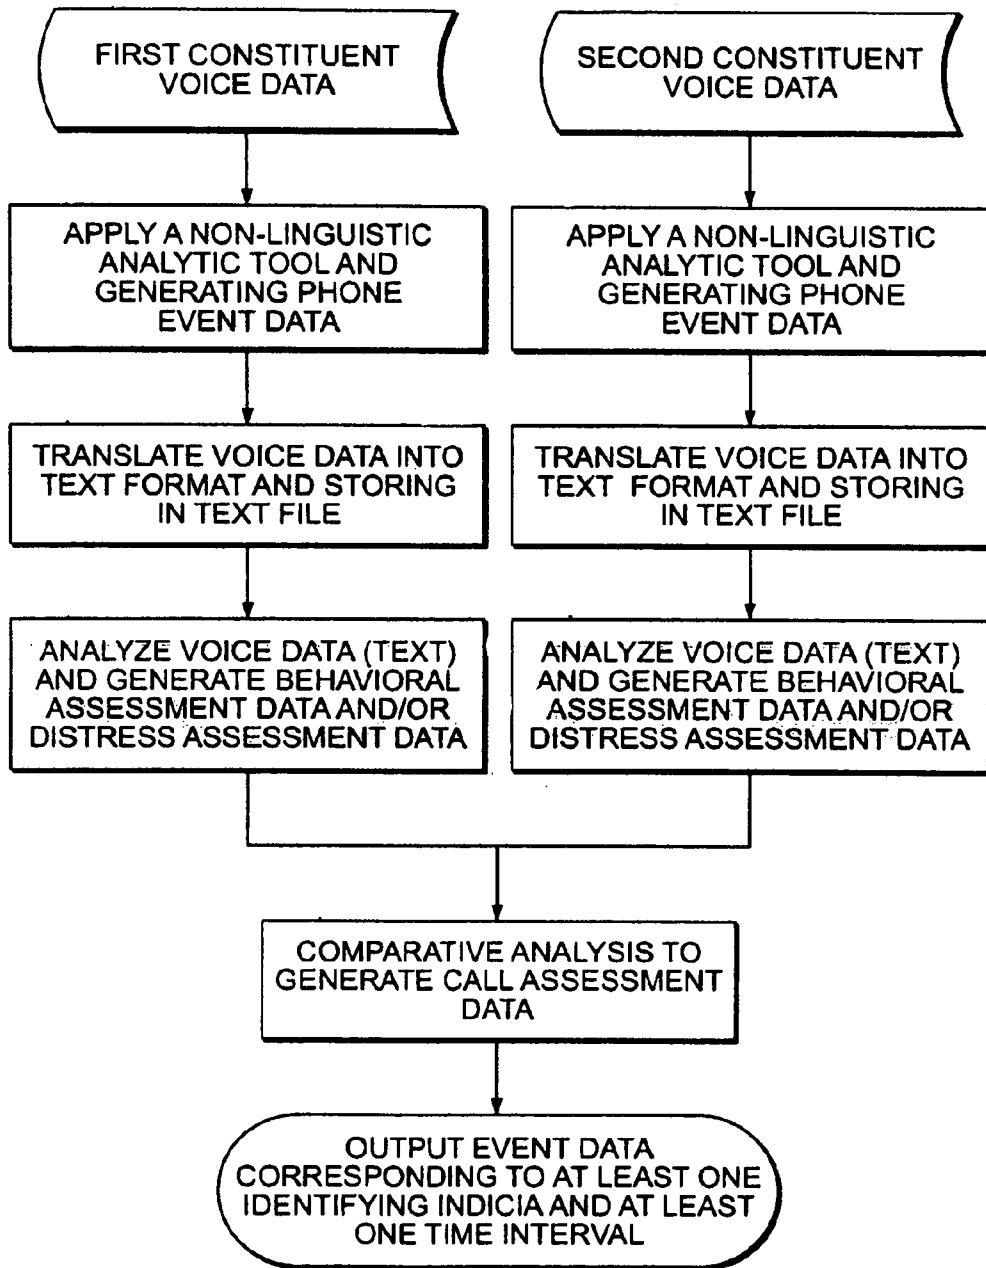 FIRST CONSTITUENT
VOICE DATA
SECOND CONSTITUENT
VOICE DATA
APPLY A NON-LINGUISTIC
ANALYTIC TOOL AND
GENERATING PHONE
EVENT DATA
APPLY A NON-LINGUISTIC
ANALYTIC TOOL AND
GENERATING PHONE
EVENT DATA
TRANSLATE VOICE DATA INTO
TEXT FORMAT AND STORING
IN TEXT FILE
TRANSLATE VOICE DATA INTO
TEXT FORMAT AND STORING
IN TEXT FILE
ANALYZE VOICE DATA (TEXT)
AND GENERATE BEHAVIORAL
ASSESSMENT DATA AND/OR
DISTRESS ASSESSMENT DATA
ANALYZE VOICE DATA (TEXT)
AND GENERATE BEHAVIORAL
ASSESSMENT DATA AND/OR
DISTRESS ASSESSMENT DATA
COMPARATIVE ANALYSIS TO
GENERATE CALL ASSESSMENT
DATA
OUTPUT EVENT DATA
CORRESPONDING TO AT LEAST ONE
IDENTIFYING INDICIA AND AT LEAST
ONE TIME INTERVAL